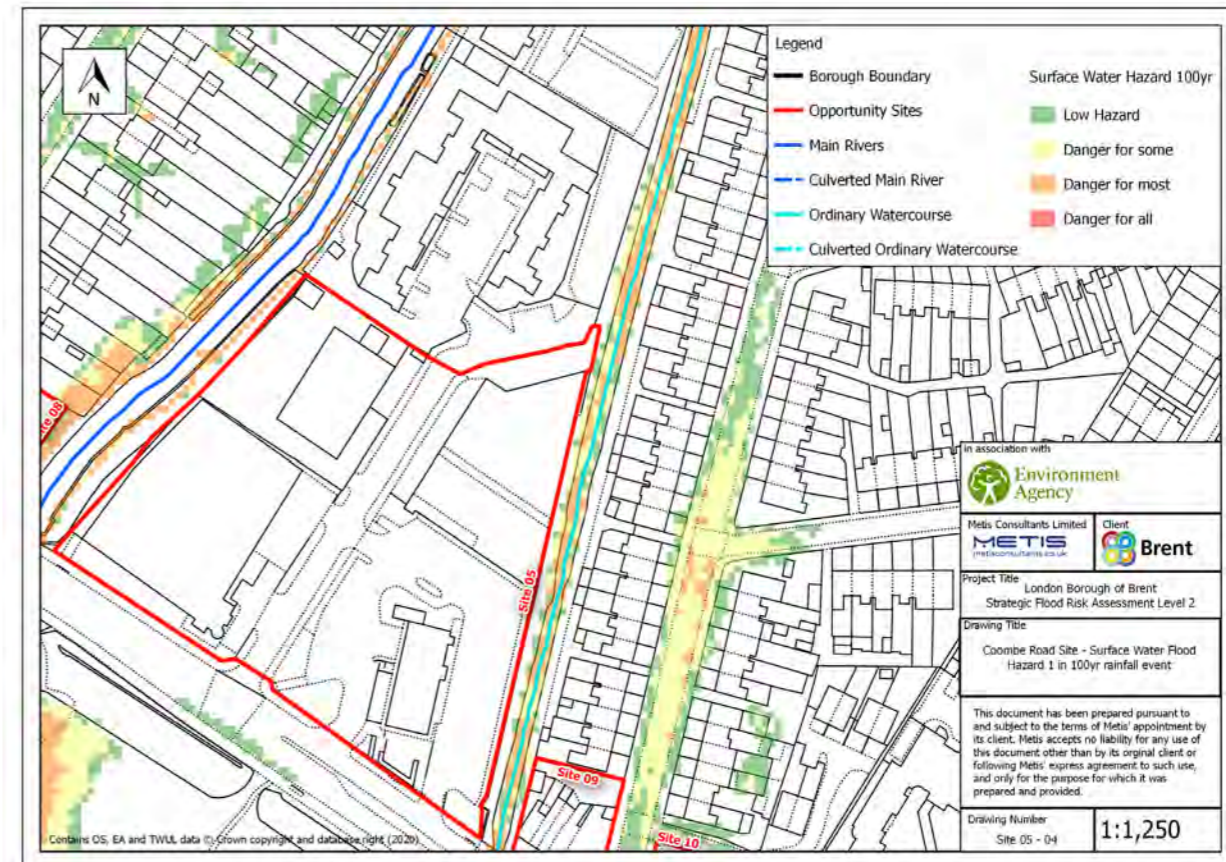 N
Legend
Borough Boundary
Opportunity Sites
Main Rivers
Culverted Main River
Ordinary Watercourse
Culverted Ordinary Watercourse
Surface Water Hazard 100yr
Low Hazard
Danger for some
Danger for most
Danger for all
Site 05
Site 09
Site 10
In association with
Environment
Agency
Metis Consultants Limited
METIS
metisconsultants.co.uk
Client
Brent
Project Title
London Borough of Brent
Strategic Flood Risk Assessment Level 2
Drawing Title
Coombe Road Site - Surface Water Flood
Hazard 1 in 100yr rainfall event
This document has been prepared pursuant to
and subject to the terms of Metis' appointment by
its client. Metis accepts no liability for any use of
this document other than by its orginal client or
following Metis' express agreement to such use,
and only for the purpose for which it was
prepared and provided.
Drawing Number
Site 05 - 04
1:1,250
Contains OS, EA and TWUL data © Crown copyright and database right (2020)